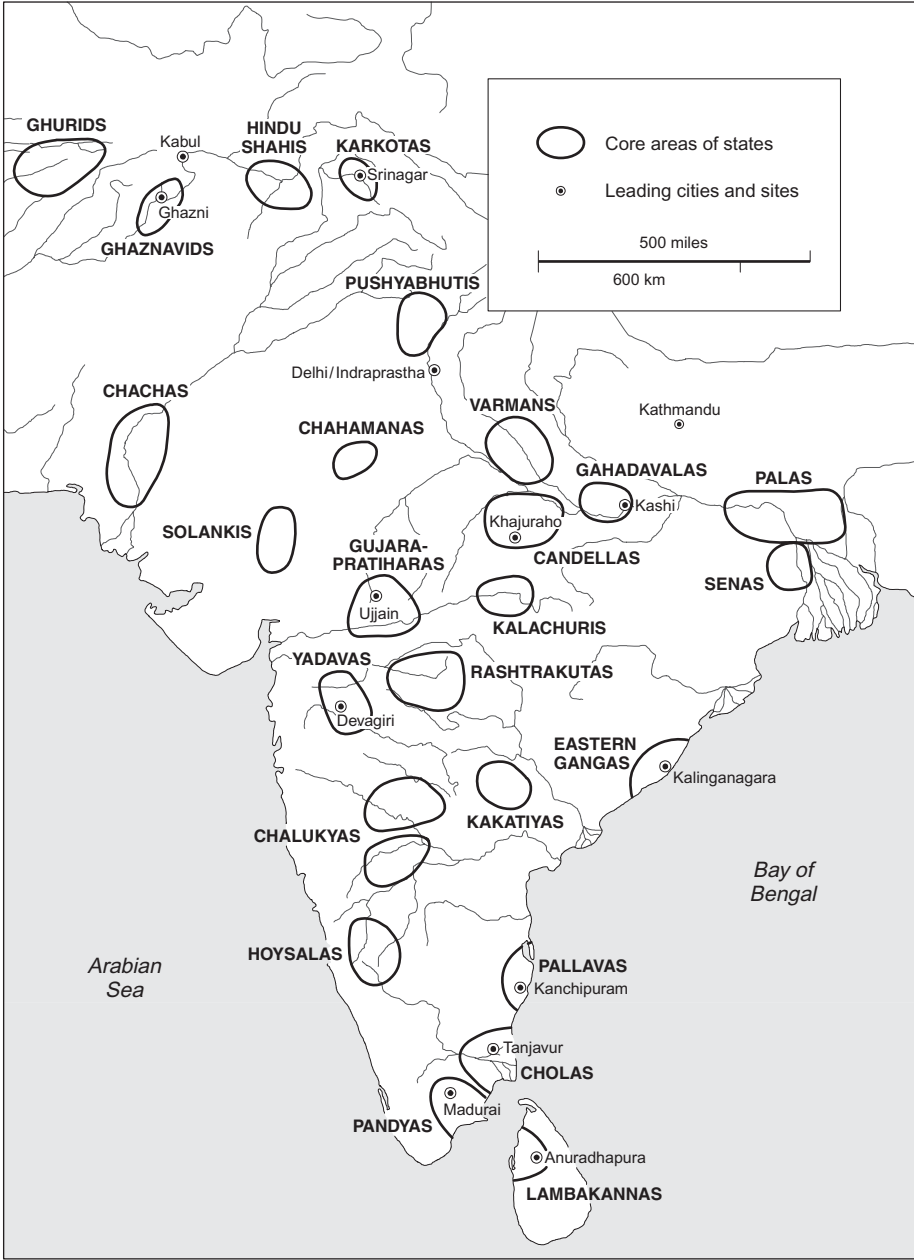 GHURIDS
Kabul
HINDU
SHAHIS
KARKOTAS
Srinagar
Ghazni
GHAZNAVIDS
Core areas of states
Leading cities and sites
500 miles
600 km
PUSHYABHUTIS
Delhi/Indraprastha
CHACHAS
VARMANS
Kathmandu
CHAHAMANAS
GAHADAVALAS
PALAS
Kashi
SOLANKIS
Khajuraho
GUJARA-
PRATIHARAS
CANDELLAS
SENAS
Ujjain
KALACHURIS
YADAVAS
RASHTRAKUTAS
Devagiri
EASTERN
GANGAS
Kalinganagara
KAKATIYAS
CHALUKYAS
Bay of
Bengal
HOYSALAS
Arabian
Sea
PALLAVAS
Kanchipuram
Tanjavur
CHOLAS
Madurai
PANDYAS
Anuradhapura
LAMBAKANNAS